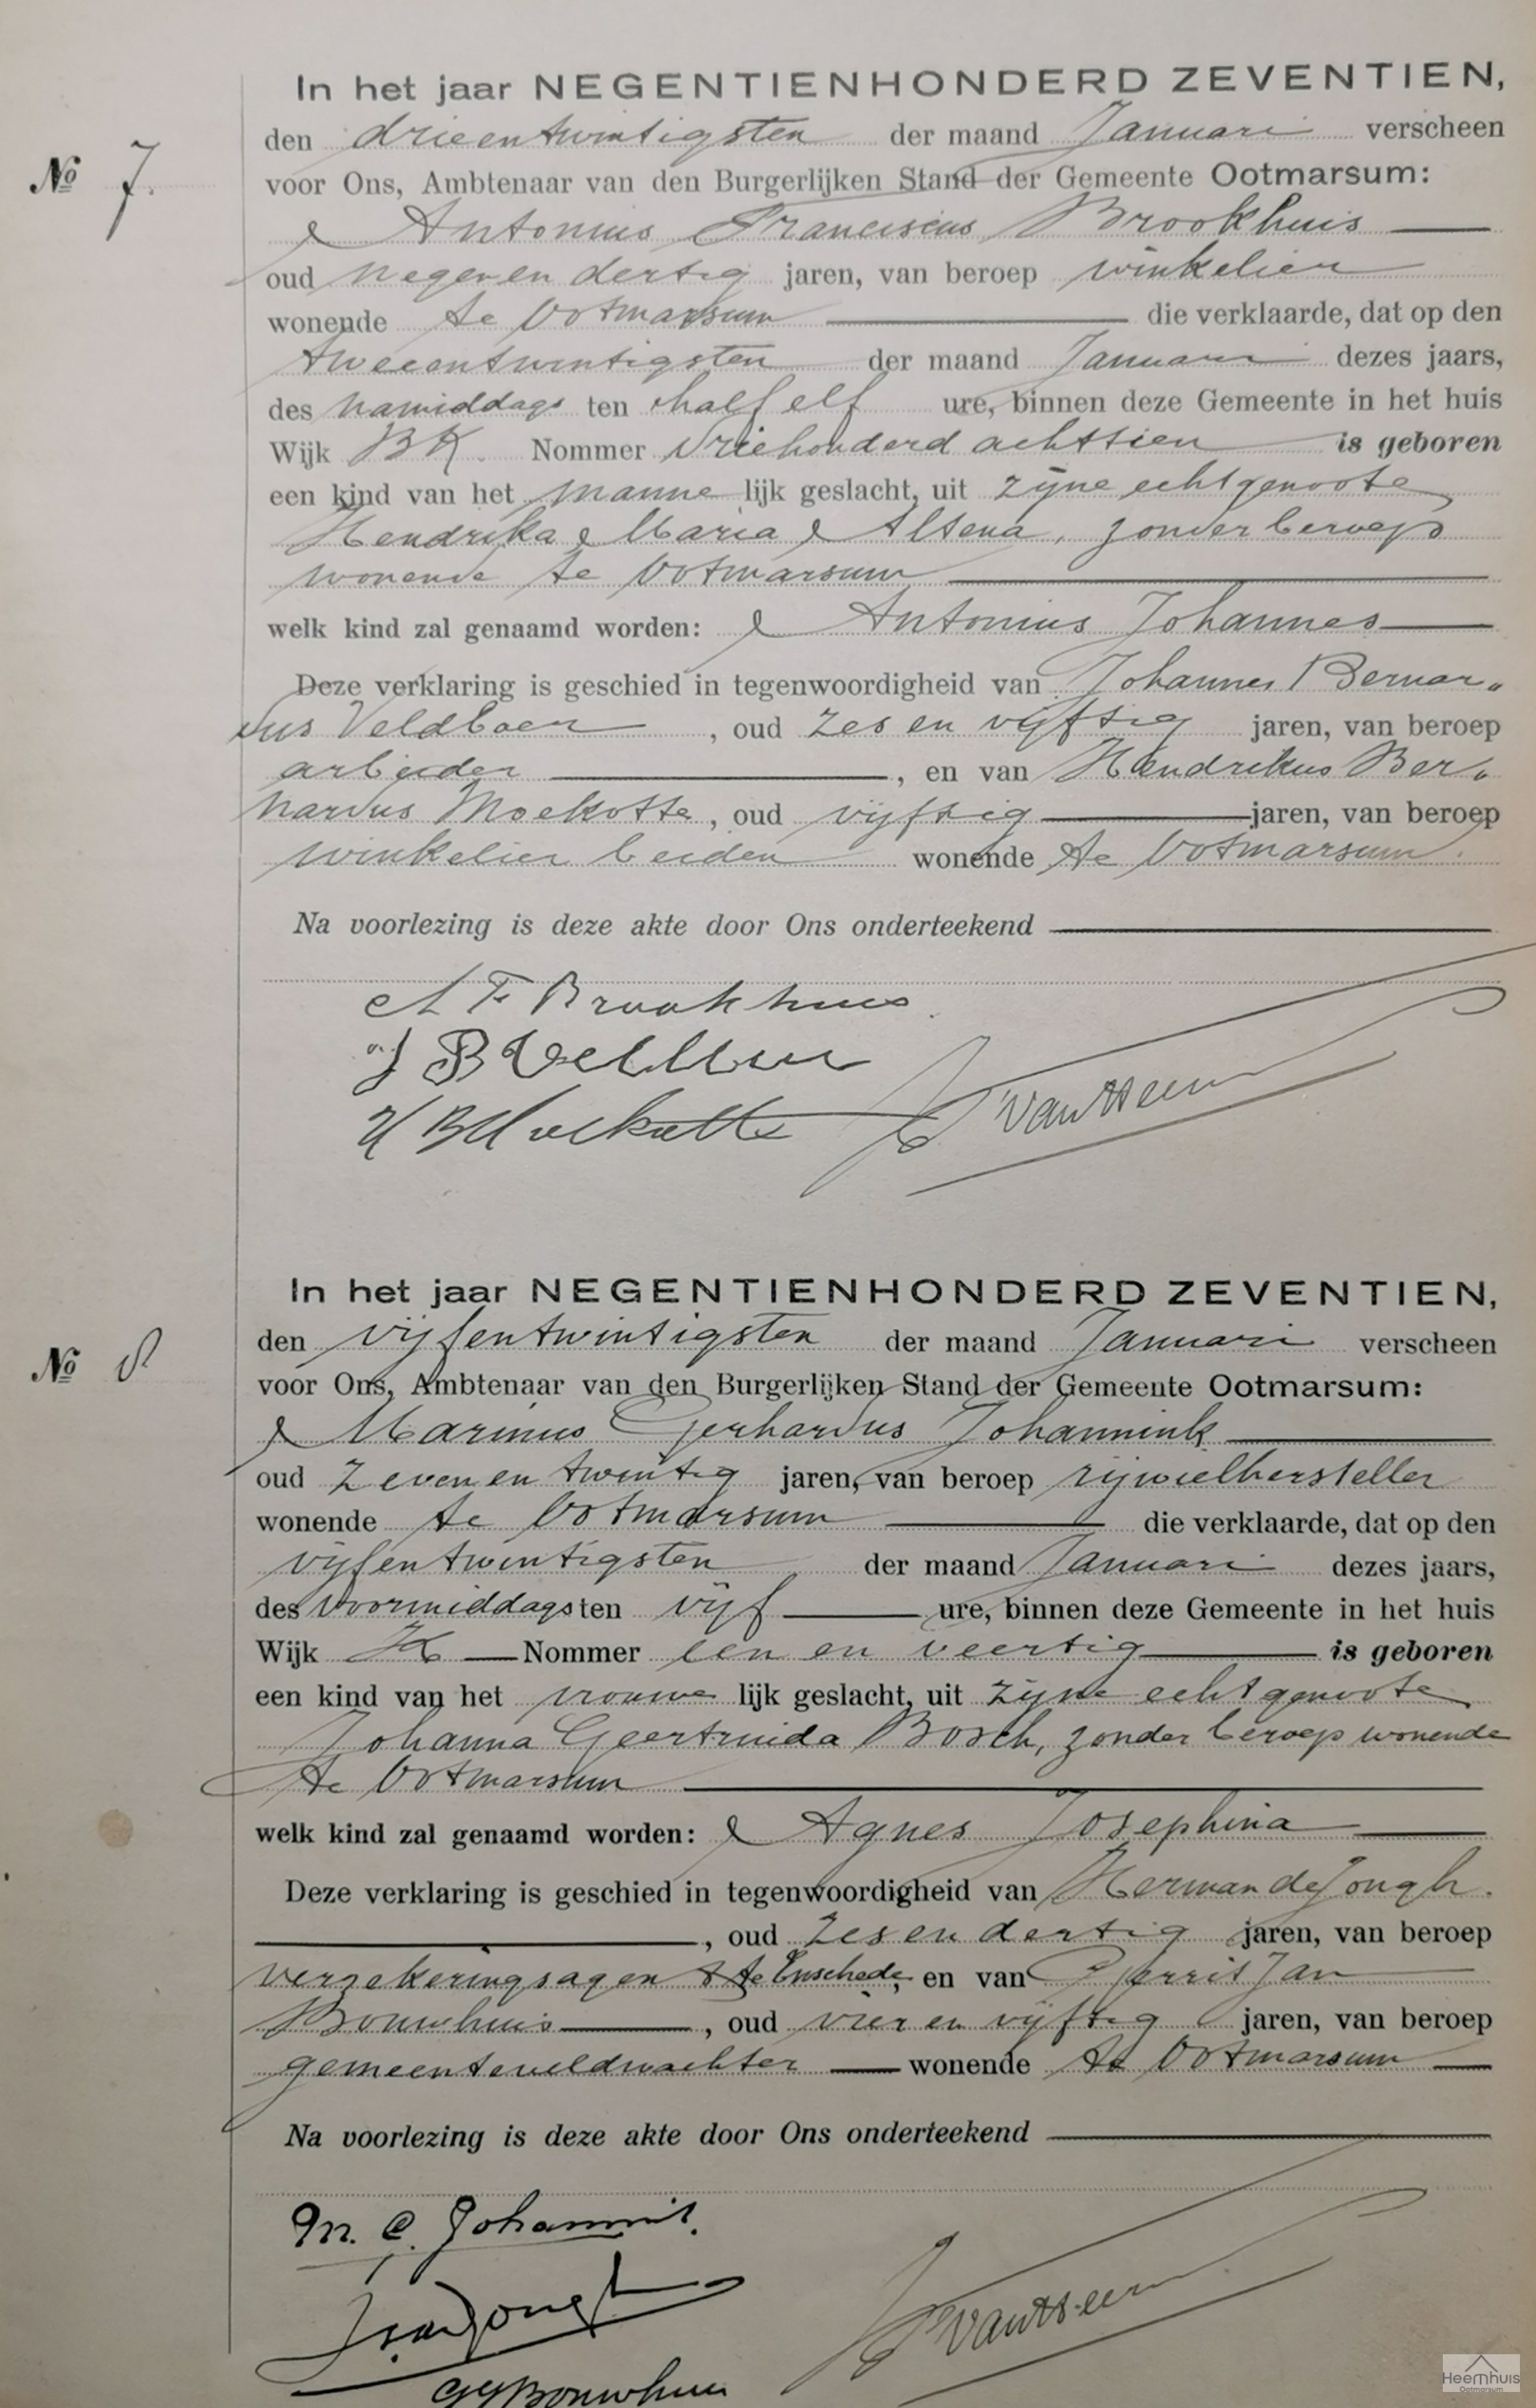 In het jaar NEGENTIENHONDERD ZEVENTIEN,
den drieentwintigsten der maand Januari verscheen
No 7.
voor Ons, Ambtenaar van den Burgerlijken Stand der Gemeente Ootmarsum:
Antonius Franciscus Brookhuis
oud negen en dertig jaren, van beroep winkelier
wonende te Ootmarsum die verklaarde, dat op den
tweeentwintigsten der maand Januari dezes jaars,
des namiddags ten half elf ure, binnen deze Gemeente in het huis
Wijk BK. Nommer driehonderd achttien is geboren
een kind van het manne lijk geslacht, uit zijne echtgenoote
Hendrika Maria Altena, zonder beroep
wonende te Ootmarsum
welk kind zal genaamd worden: Antonius Johannes
Deze verklaring is geschied in tegenwoordigheid van Johannes Bernar-
dus Veldboer, oud zes en vijftig jaren, van beroep
arbeider, en van Hendrikus Ber-
nardus Moekotte, oud vijftig jaren, van beroep
winkelier beiden wonende te Ootmarsum.
Na voorlezing is deze akte door Ons onderteekend
A F Brookhuis
J B Veldboer
H B Moekotte
In het jaar NEGENTIENHONDERD ZEVENTIEN,
den vijfentwintigsten der maand Januari verscheen
No 8
voor Ons, Ambtenaar van den Burgerlijken Stand der Gemeente Ootmarsum:
Marinus Gerhardus Johannink
oud zeven en twintig jaren, van beroep rijwielhersteller
wonende te Ootmarsum die verklaarde, dat op den
vijfentwintigsten der maand Januari dezes jaars,
des voormiddags ten vijf ure, binnen deze Gemeente in het huis
Wijk K Nommer een en veertig is geboren
een kind van het vrouwe lijk geslacht, uit zijne echtgenoote
Johanna Geertruida Bosch, zonder beroep wonende
te Ootmarsum
welk kind zal genaamd worden: Agnes Josephina
Deze verklaring is geschied in tegenwoordigheid van Herman de Jongh.
, oud zes en dertig jaren, van beroep
verzekeringsagent te Enschede, en van Gerrit Jan
Bouwhuis, oud vier en vijftig jaren, van beroep
gemeenteveldwachter wonende te Ootmarsum
Na voorlezing is deze akte door Ons onderteekend
M. G. Johannink.
GJ Bouwhuis
Heemhuis
Ootmarsum